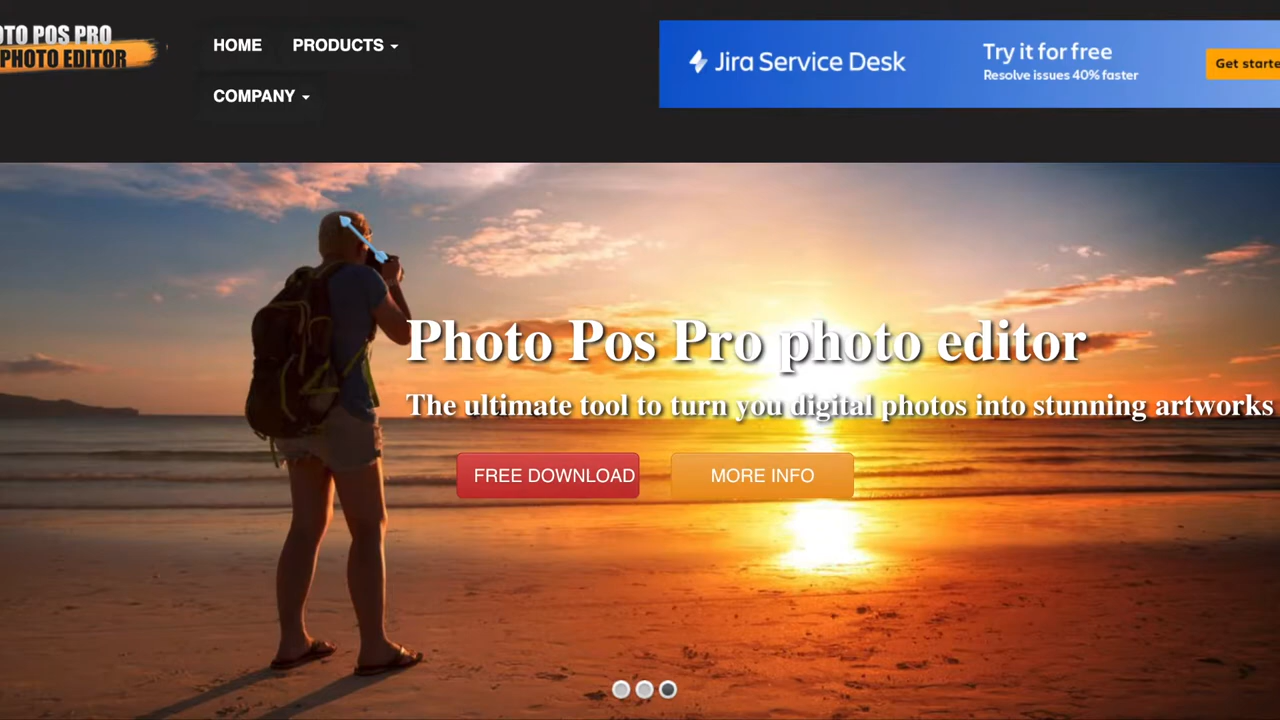 OTO POS PRO
PHOTO EDITOR
HOME
PRODUCTS
COMPANY
Jira Service Desk
Try it for free
Resolve issues 40% faster
Get starte
Photo Pos Pro photo editor
The ultimate tool to turn you digital photos into stunning artworks
FREE DOWNLOAD
MORE INFO